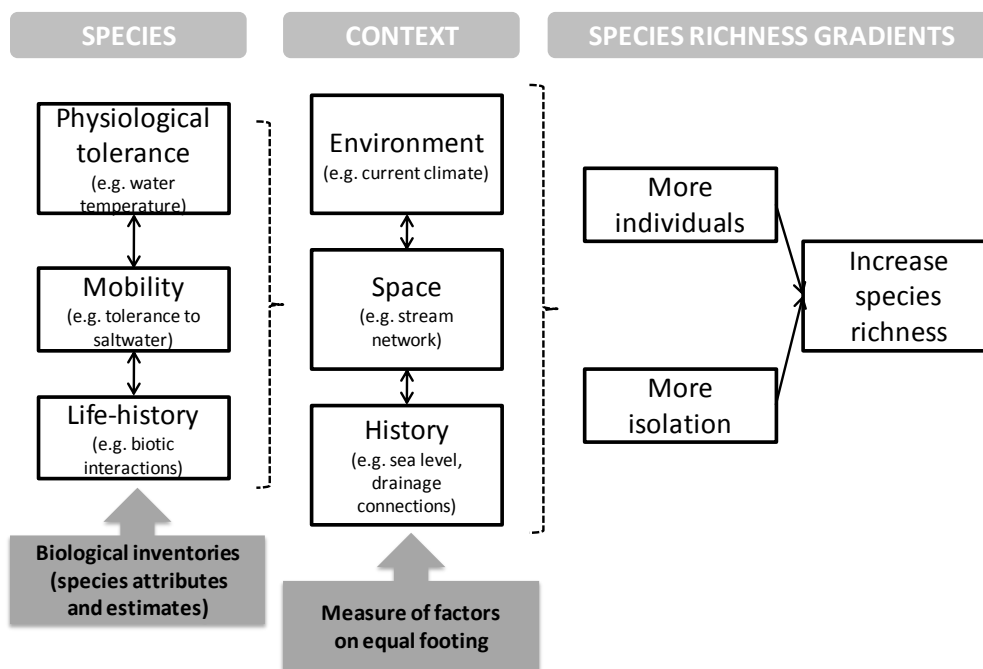 SPECIES
CONTEXT
SPECIES RICHNESS GRADIENTS
Physiological
tolerance
(e.g. water
temperature)
Mobility
(e.g. tolerance to
saltwater)
Life-history
(e.g. biotic
interactions)
Biological inventories
(species attributes
and estimates)
Environment
(e.g. current climate)
Space
(e.g. stream
network)
History
(e.g. sea level,
drainage
connections)
Measure of factors
on equal footing
More
individuals
More
isolation
Increase
species
richness